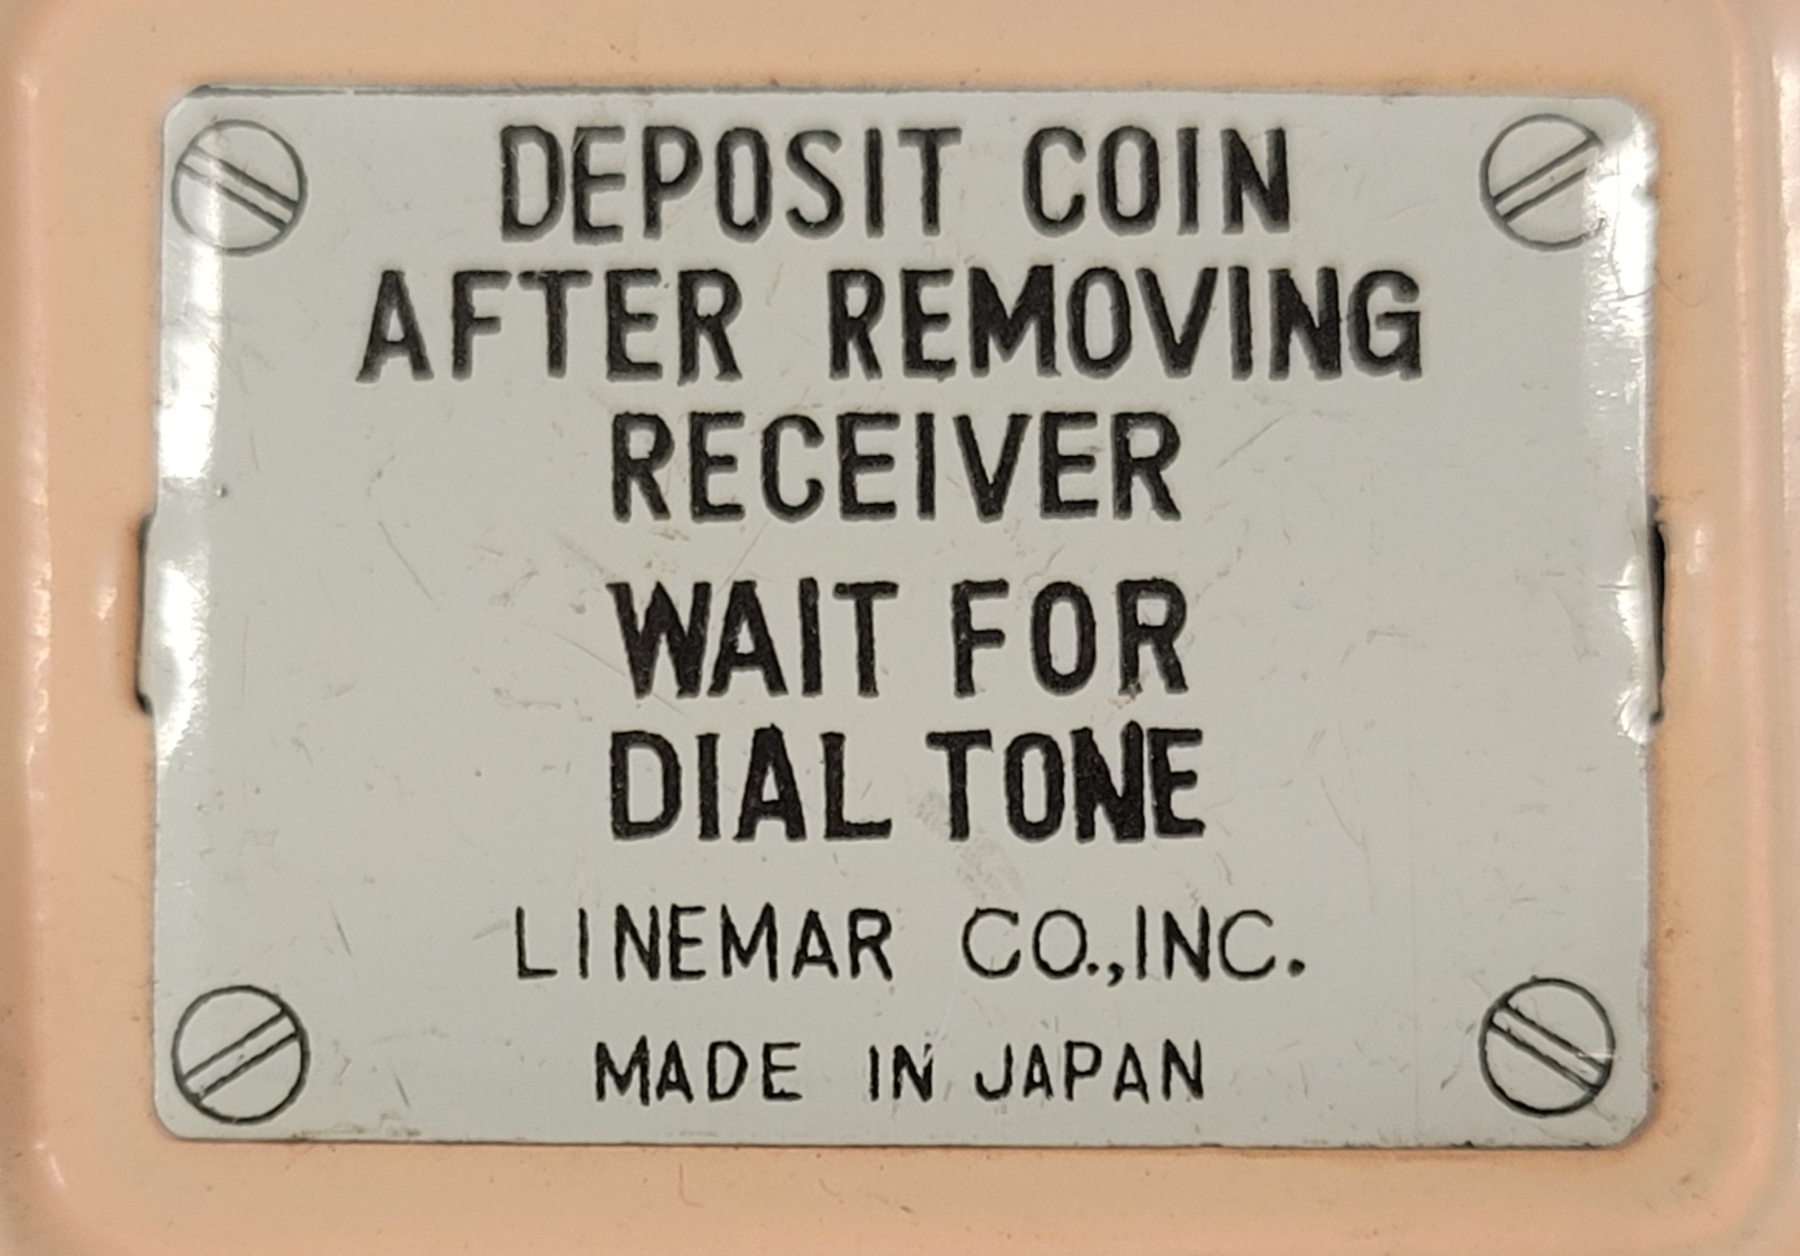 DEPOSIT COIN
AFTER REMOVING
RECEIVER
WAIT FOR
DIAL TONE
LINEMAR CO.,INC.
MADE IN JAPAN